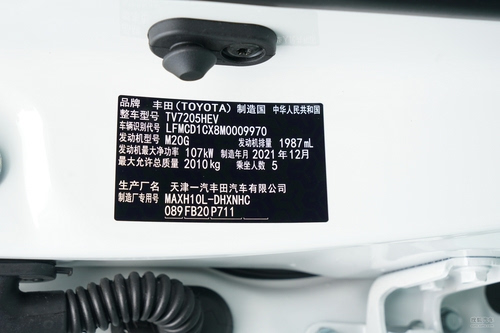 品牌 丰田(TOYOTA) 制造国 中华人民共和国
整车型号 TV7205HEV
车辆识别代号 LFMCD1CX8M0009970
发动机型号 M20G 发动机排量 1987 mL
发动机最大净功率 107kW 制造年月 2021年12月
最大允许总质量 2010kg 乘坐人数 5
生产厂名 天津一汽丰田汽车有限公司
制造厂专用号 MAXH10L-DHXNHC
089 FB20 P711